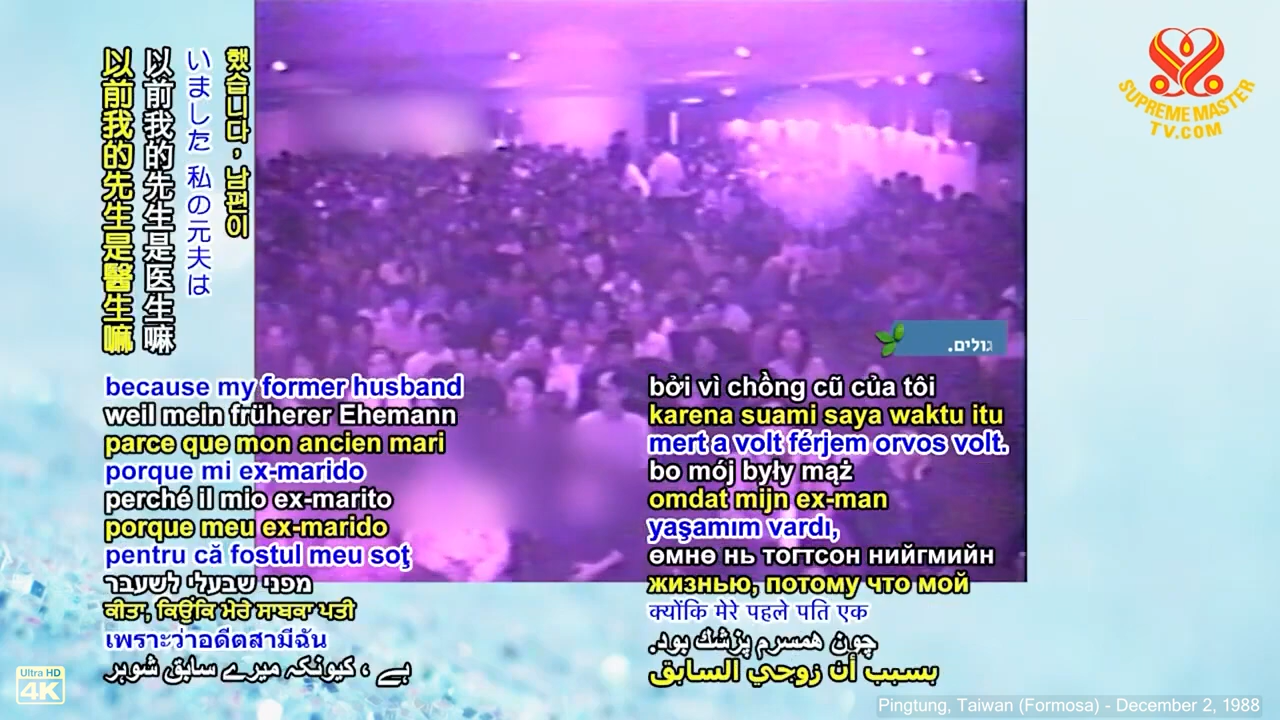 以前我的先生是醫生嘛
以前我的先生是医生嘛
いました 私の元夫は
했습니다, 남편이
SUPREME MASTER
TV.COM
גולים.
because my former husband
weil mein früherer Ehemann
parce que mon ancien mari
porque mi ex-marido
perché il mio ex-marito
porque meu ex-marido
pentru că fostul meu soţ
מפני שבעלי לשעבר
ਕੀਤਾ, ਕਿਉਂਕਿ ਮੇਰੇ ਸਾਬਕਾ ਪਤੀ
เพราะว่าอดีตสามีฉัน
ہے ، کیونکہ میرے سابق شوہر
bởi vì chồng cũ của tôi
karena suami saya waktu itu
mert a volt férjem orvos volt.
bo mój były mąż
omdat mijn ex-man
yaşamım vardı,
өмнө нь тогтсон нийгмийн
жизнью, потому что мой
क्योंकि मेरे पहले पति एक
چون همسرم پزشك بود.
بسبب أن زوجي السابق
Ultra HD
4K
Pingtung, Taiwan (Formosa) - December 2, 1988